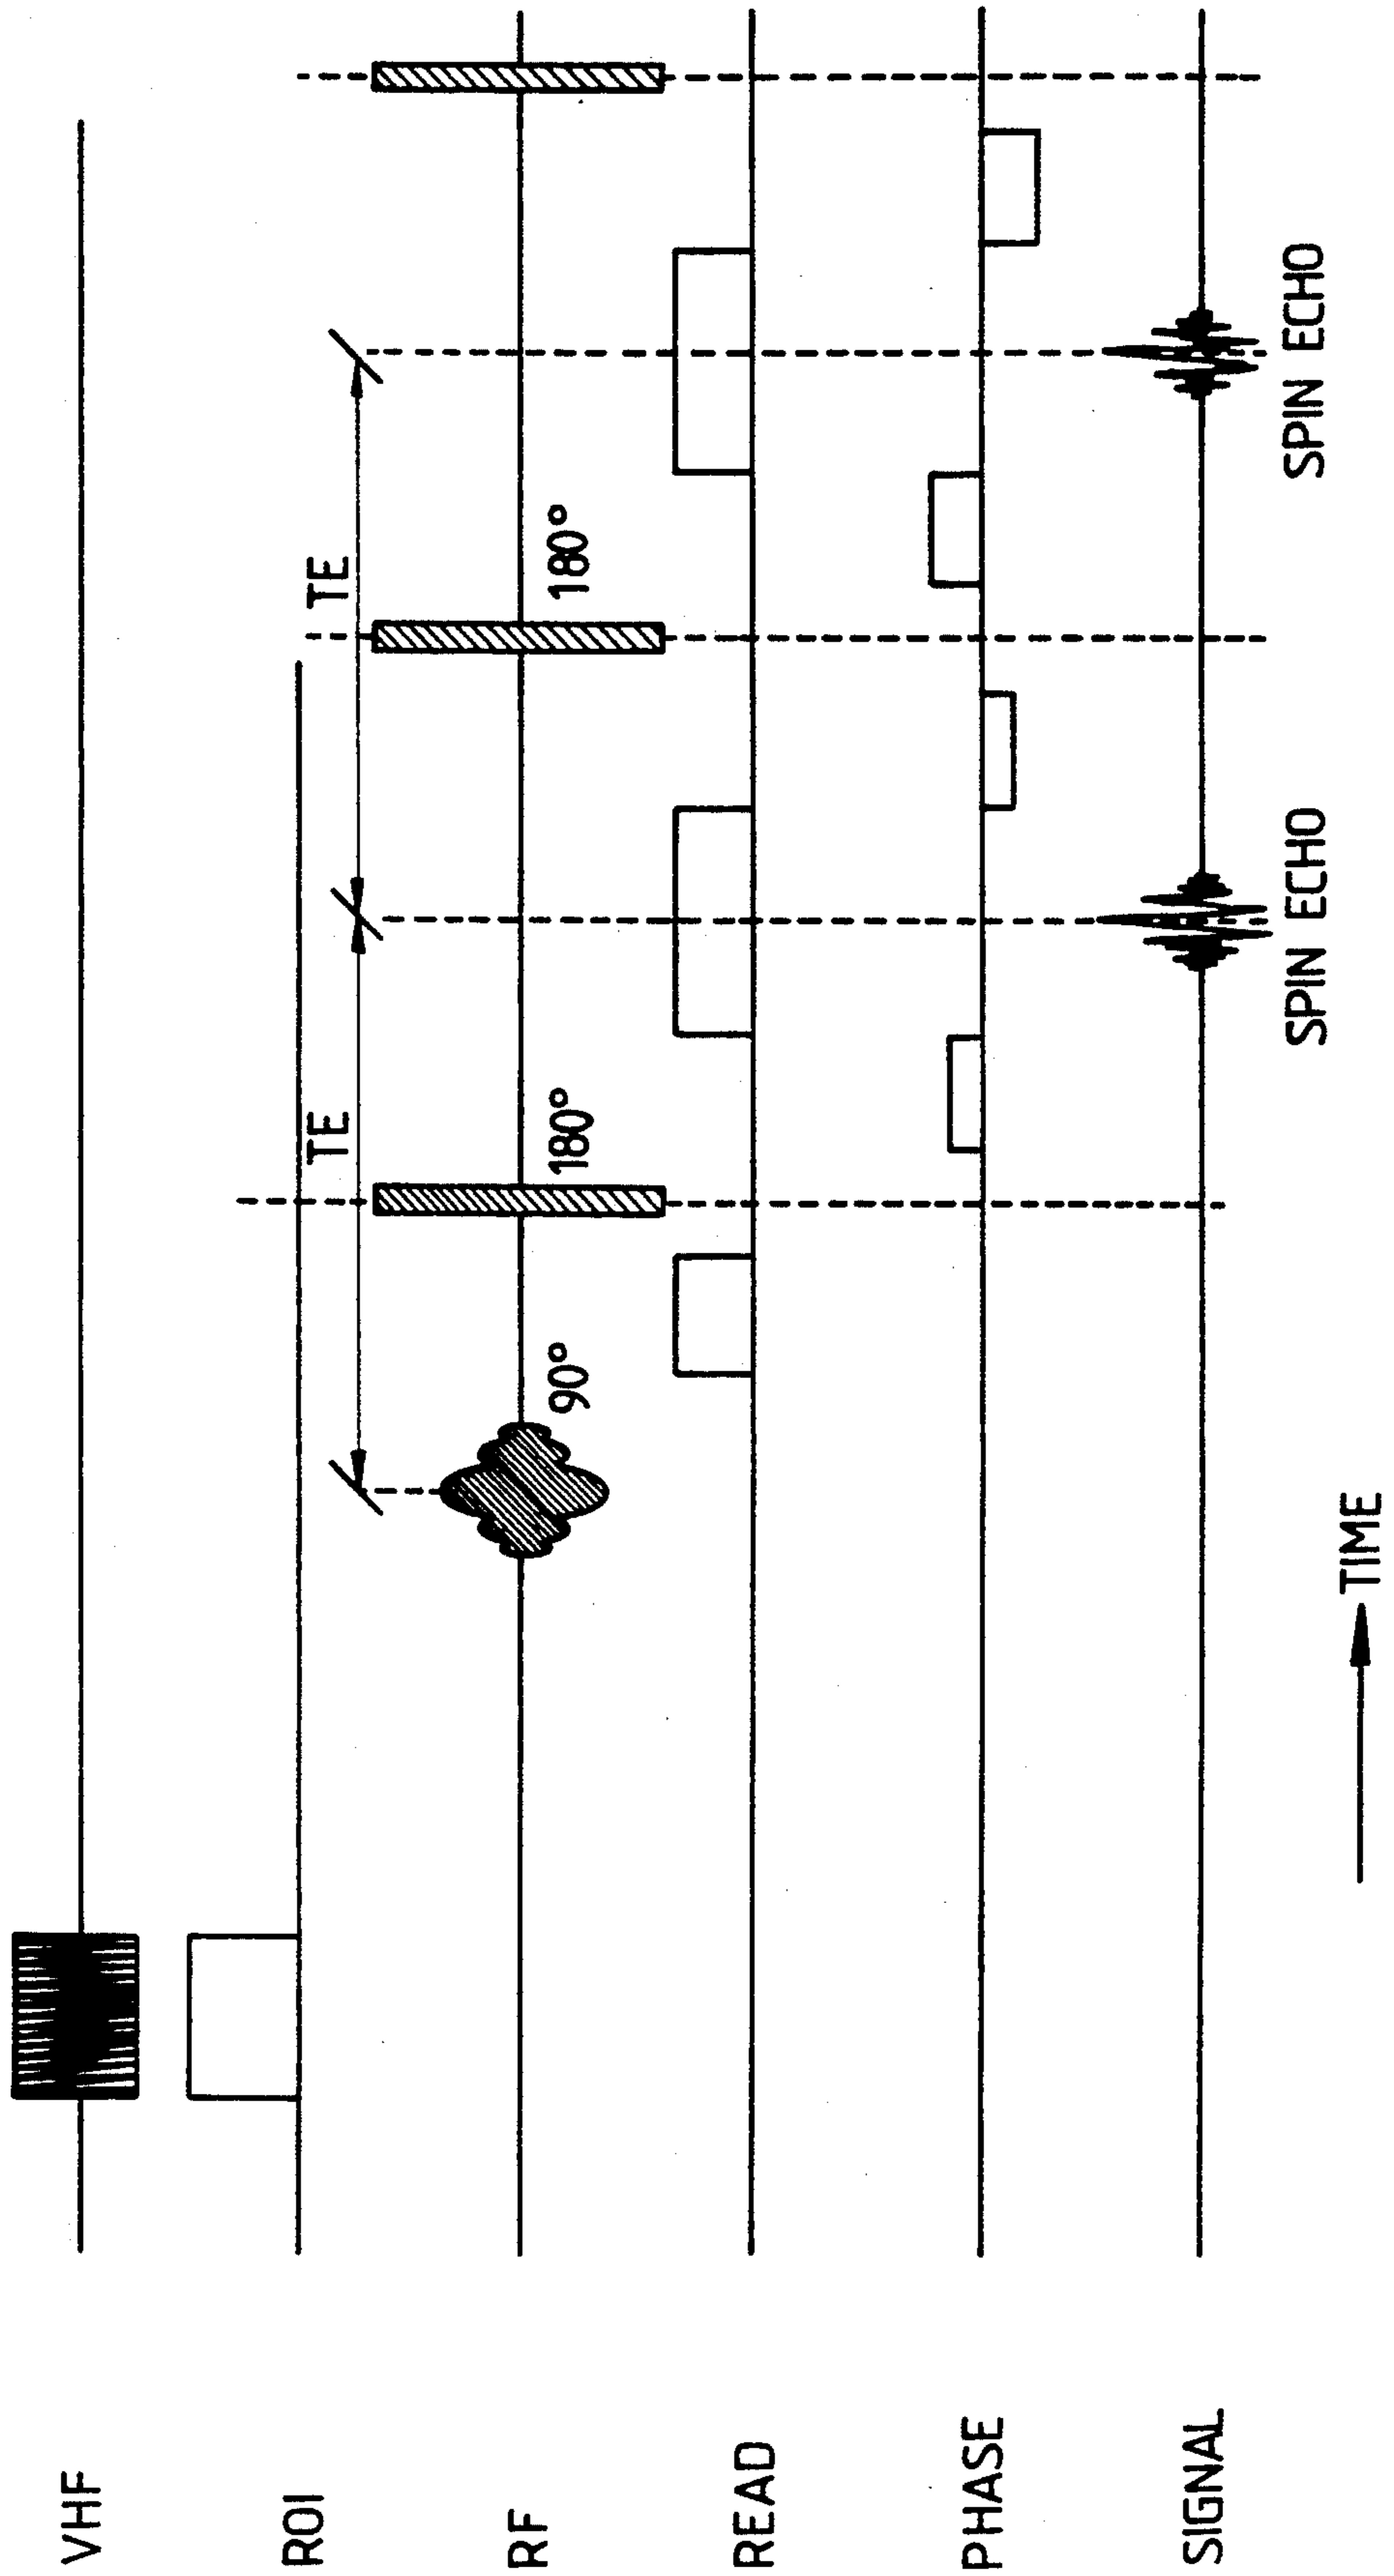 VHF
ROI
TE
TE
RF
90°
180°
180°
READ
PHASE
SIGNAL
SPIN ECHO
SPIN ECHO
TIME